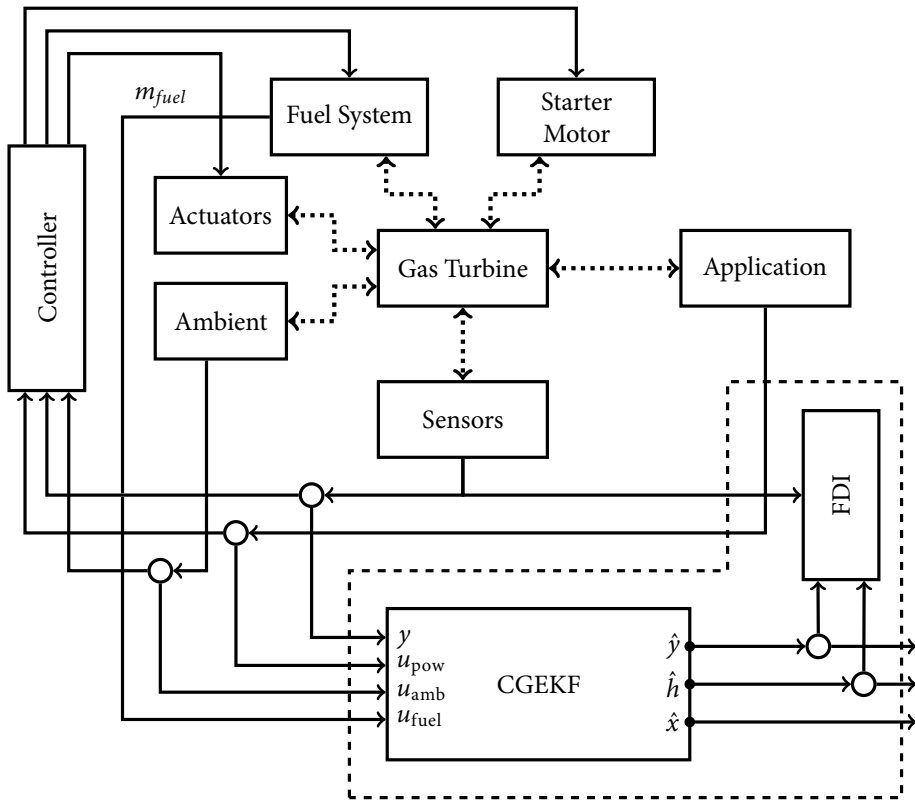 m_fuel
Fuel System
Starter
Motor
Controller
Actuators
Gas Turbine
Application
Ambient
Sensors
FDI
y
u_pow
u_amb
u_fuel
CGEKF
ŷ
ĥ
x̂